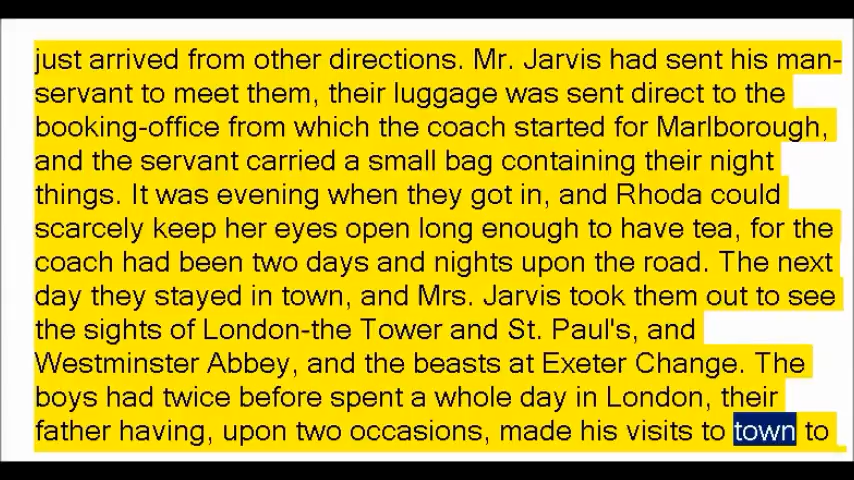 just arrived from other directions. Mr. Jarvis had sent his man-
servant to meet them, their luggage was sent direct to the
booking-office from which the coach started for Marlborough,
and the servant carried a small bag containing their night
things. It was evening when they got in, and Rhoda could
scarcely keep her eyes open long enough to have tea, for the
coach had been two days and nights upon the road. The next
day they stayed in town, and Mrs. Jarvis took them out to see
the sights of London-the Tower and St. Paul's, and
Westminster Abbey, and the beasts at Exeter Change. The
boys had twice before spent a whole day in London, their
father having, upon two occasions, made his visits to town to